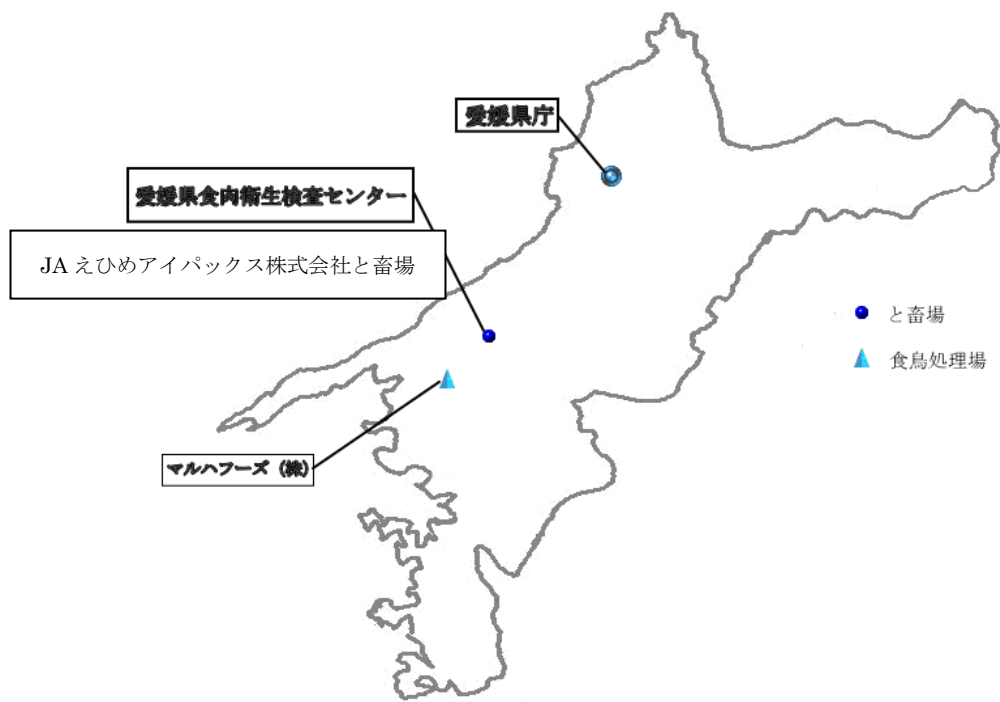 愛媛県庁
愛媛県食肉衛生検査センター
JA えひめアイパックス株式会社と畜場
と畜場
食鳥処理場
マルハフーズ（株）